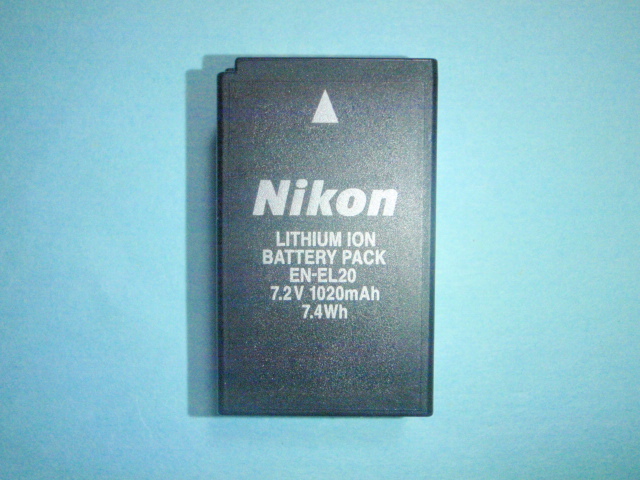 Nikon
LITHIUM ION
BATTERY PACK
EN-EL20
7.2V 1020mAh
7.4Wh